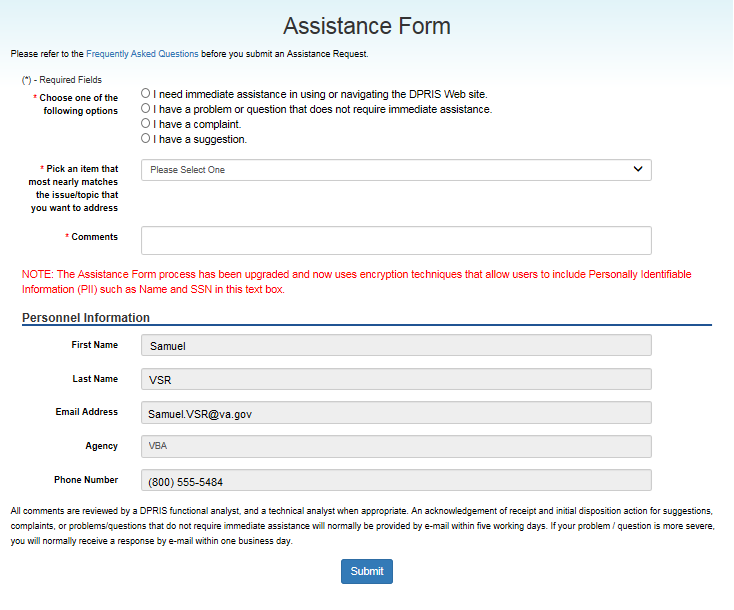 Assistance Form
Please refer to the Frequently Asked Questions before you submit an Assistance Request.
(*) - Required Fields
* Choose one of the
following options
I need immediate assistance in using or navigating the DPRIS Web site.
I have a problem or question that does not require immediate assistance.
I have a complaint.
I have a suggestion.
* Pick an item that
most nearly matches
the issue/topic that
you want to address
Please Select One
* Comments
NOTE: The Assistance Form process has been upgraded and now uses encryption techniques that allow users to include Personally Identifiable
Information (PII) such as Name and SSN in this text box.
Personnel Information
First Name
Samuel
Last Name
VSR
Email Address
Samuel.VSR@va.gov
Agency
VBA
Phone Number
(800) 555-5484
All comments are reviewed by a DPRIS functional analyst, and a technical analyst when appropriate. An acknowledgement of receipt and initial disposition action for suggestions,
complaints, or problems/questions that do not require immediate assistance will normally be provided by e-mail within five working days. If your problem / question is more severe,
you will normally receive a response by e-mail within one business day.
Submit